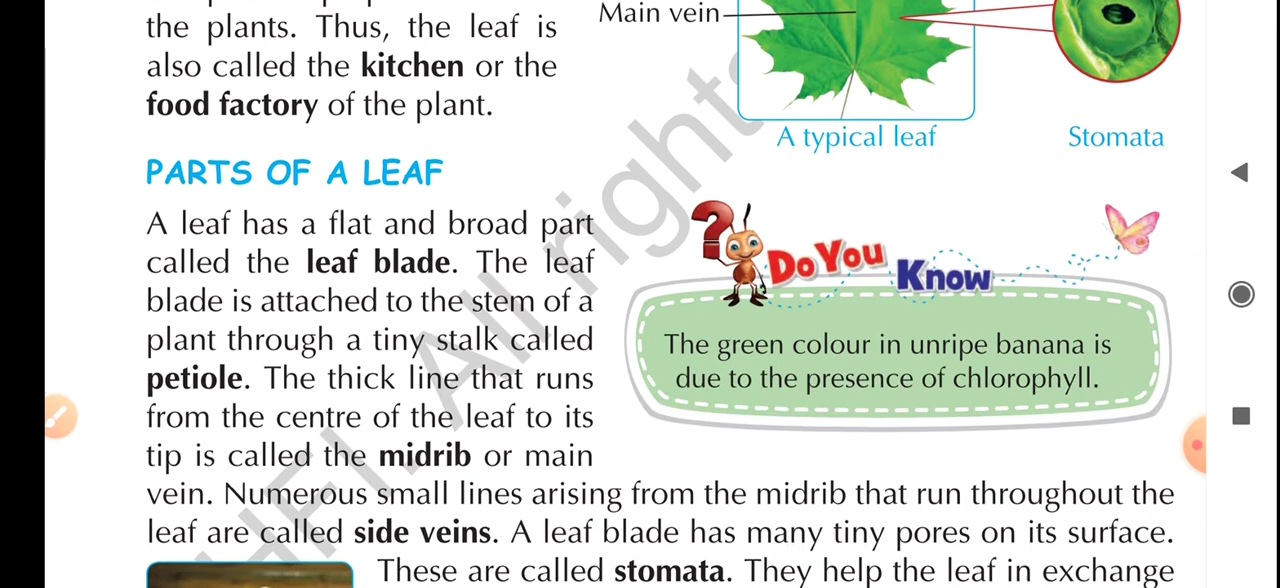 the plants. Thus, the leaf is
also called the kitchen or the
food factory of the plant.
Main vein
A typical leaf
Stomata
PARTS OF A LEAF
A leaf has a flat and broad part
called the leaf blade. The leaf
blade is attached to the stem of a
plant through a tiny stalk called
petiole. The thick line that runs
from the centre of the leaf to its
tip is called the midrib or main
vein. Numerous small lines arising from the midrib that run throughout the
leaf are called side veins. A leaf blade has many tiny pores on its surface.
These are called stomata. They help the leaf in exchange
Do You Know
The green colour in unripe banana is
due to the presence of chlorophyll.
HFI. All rights